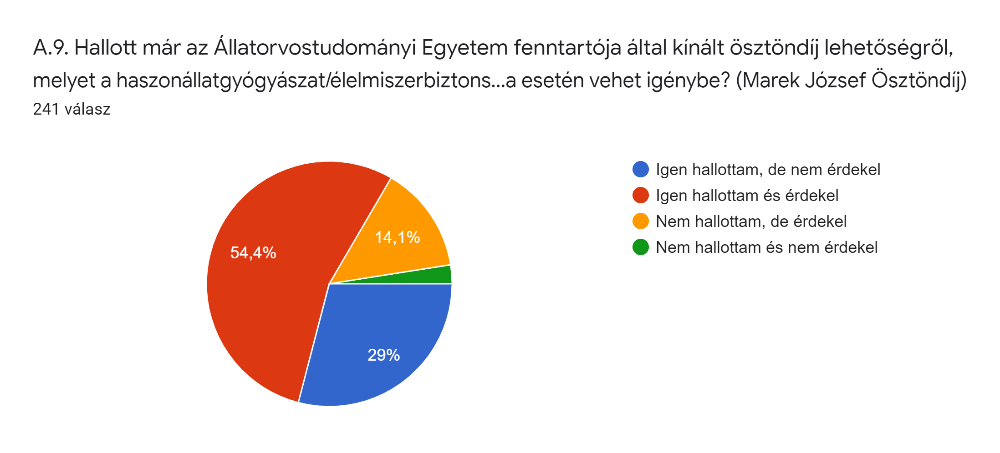 A.9. Hallott már az Állatorvostudományi Egyetem fenntartója által kínált ösztöndíj lehetőségről,
melyet a haszonállatgyógyászat/élelmiszerbiztons...a esetén vehet igénybe? (Marek József Ösztöndíj)
241 válasz
Igen hallottam, de nem érdekel
Igen hallottam és érdekel
Nem hallottam, de érdekel
Nem hallottam és nem érdekel
14,1%
54,4%
29%